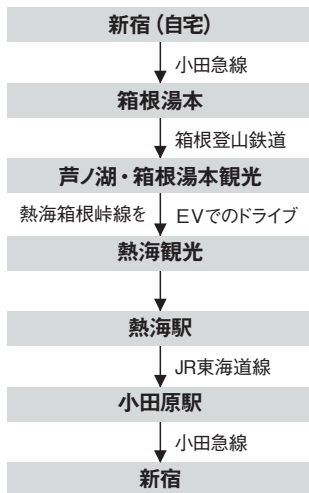 新宿（自宅）
小田急線
箱根湯本
箱根登山鉄道
芦ノ湖・箱根湯本観光
熱海箱根峠線を EVでのドライブ
熱海観光
熱海駅
JR東海道線
小田原駅
小田急線
新宿